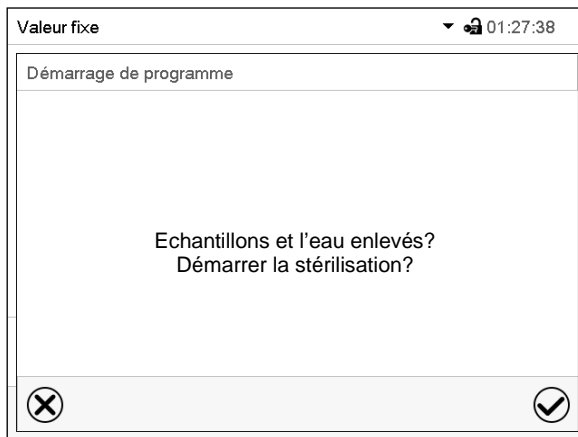 Valeur fixe 01:27:38
Démarrage de programme
Echantillons et l'eau enlevés?
Démarrer la stérilisation?